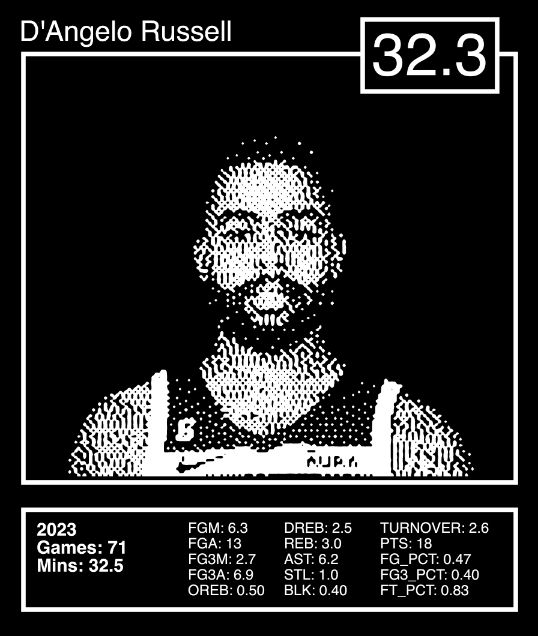 D'Angelo Russell
32.3
6
2023
Games: 71
Mins: 32.5
FGM: 6.3
FGA: 13
FG3M: 2.7
FG3A: 6.9
OREB: 0.50
DREB: 2.5
REB: 3.0
AST: 6.2
STL: 1.0
BLK: 0.40
TURNOVER: 2.6
PTS: 18
FG_PCT: 0.47
FG3_PCT: 0.40
FT_PCT: 0.83